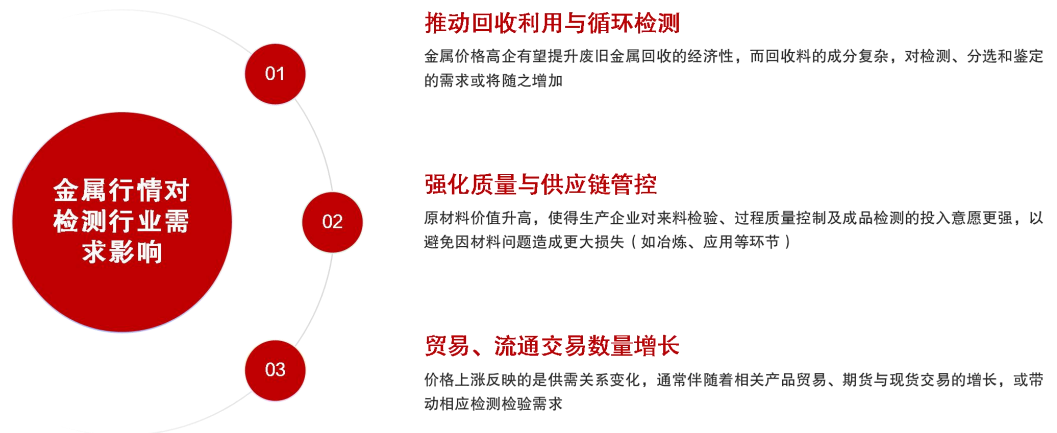 推动回收利用与循环检测
金属价格高企有望提升废旧金属回收的经济性，而回收料的成分复杂，对检测、分选和鉴定
的需求或将随之增加
01
金属行情对
检测行业需
求影响
强化质量与供应链管控
02
原材料价值升高，使得生产企业对来料检验、过程质量控制及成品检测的投入意愿更强，以
避免因材料问题造成更大损失（如冶炼、应用等环节）
贸易、流通交易数量增长
03
价格上涨反映的是供需关系变化，通常伴随着相关产品贸易、期货与现货交易的增长，或带
动相应检测检验需求